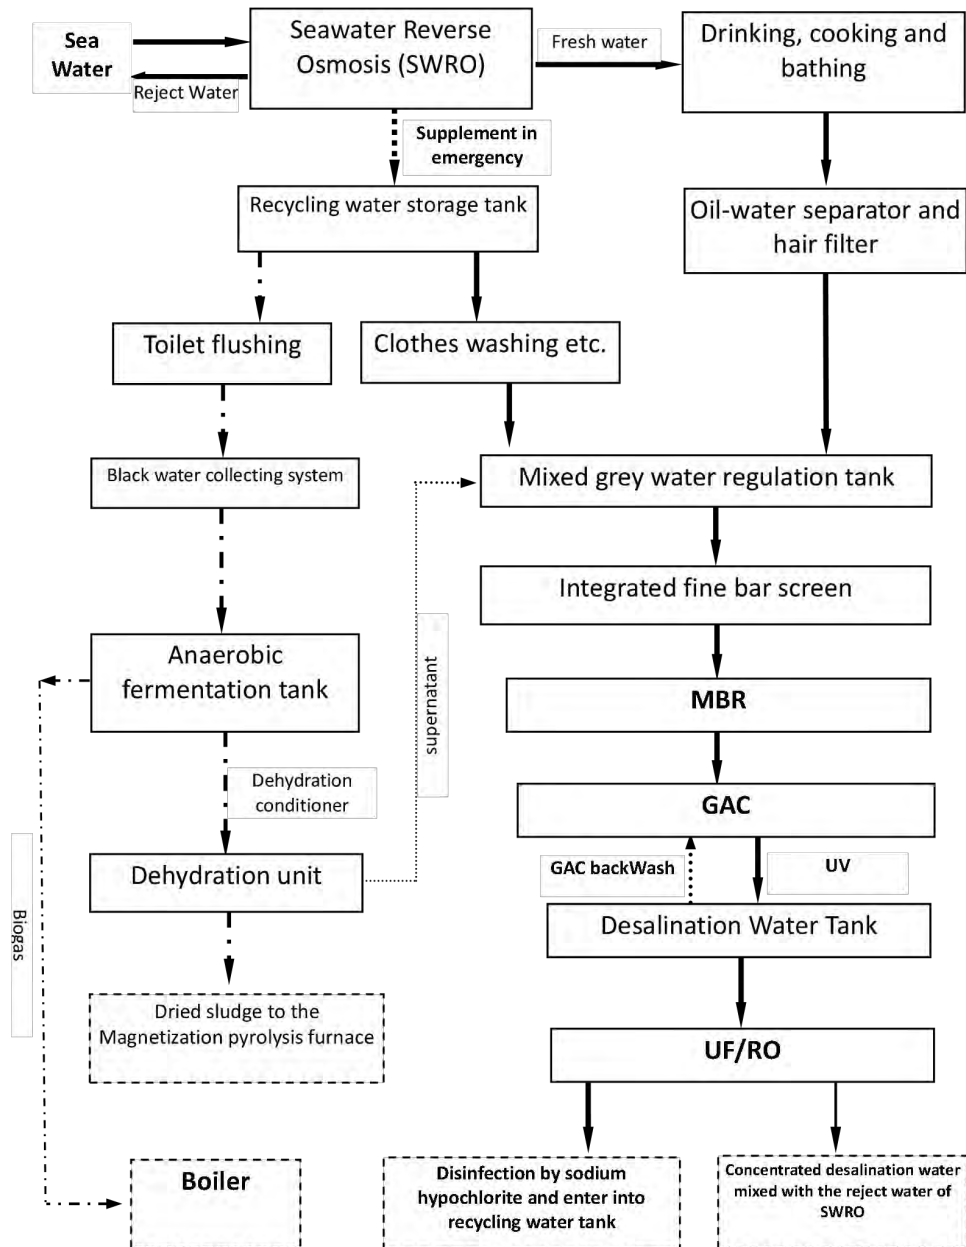 Sea
Water
Reject Water
Seawater Reverse
Osmosis (SWRO)
Fresh water
Drinking, cooking and
bathing
Supplement in
emergency
Recycling water storage tank
Oil-water separator and
hair filter
Toilet flushing
Clothes washing etc.
Black water collecting system
Mixed grey water regulation tank
Integrated fine bar screen
Anaerobic
fermentation tank
supernatant
MBR
Dehydration
conditioner
GAC
GAC backWash
UV
Dehydration unit
Desalination Water Tank
Biogas
Dried sludge to the
Magnetization pyrolysis furnace
UF/RO
Boiler
Disinfection by sodium
hypochlorite and enter into
recycling water tank
Concentrated desalination water
mixed with the reject water of
SWRO